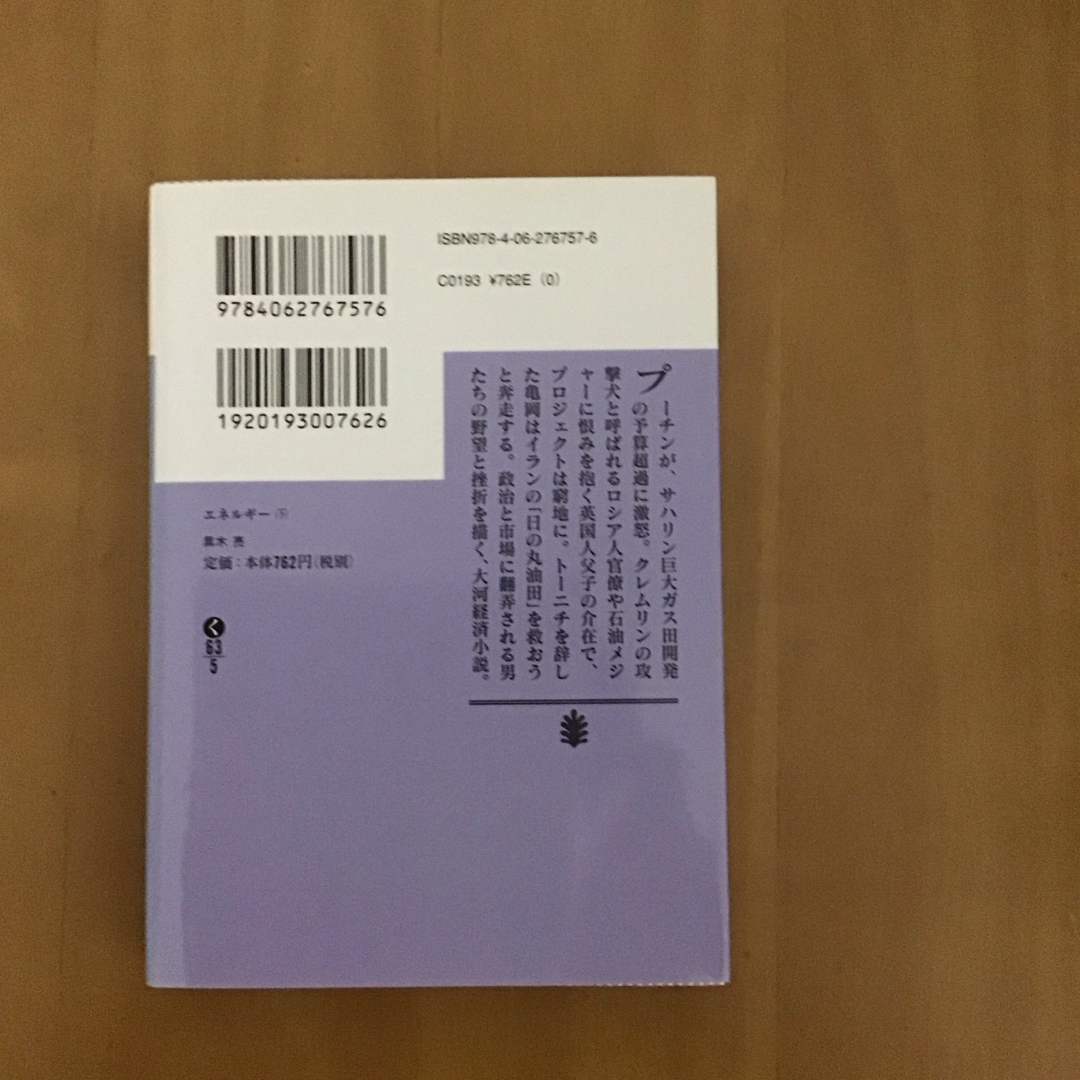 9784062767576
ISBN978-4-06-276757-6
C0193 ¥762E (0)
1920193007626
プーチンが、サハリン巨大ガス田開発
の予算超過に激怒。クレムリンの攻
撃犬と呼ばれるロシア人官僚や石油メジ
ャーに恨みを抱く英国人父子の介在で、
プロジェクトは窮地に。トーニチを辞し
た亀岡はイランの「日の丸油田」を救おう
と奔走する。政治と市場に翻弄される男
たちの野望と挫折を描く、大河経済小説。
エネルギー㊦
黒木 亮
定価:本体762円(税別)
く
63
5